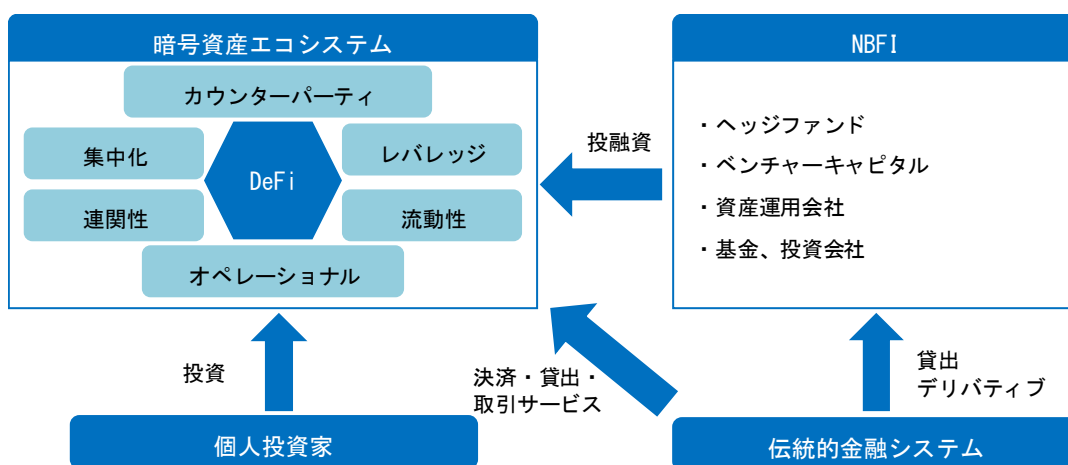 暗号資産エコシステム
カウンターパーティ
集中化
レバレッジ
DeFi
連関性
流動性
オペレーショナル
投融資
NBFI
・ヘッジファンド
・ベンチャーキャピタル
・資産運用会社
・基金、投資会社
投資
決済・貸出・
取引サービス
貸出
デリバティブ
個人投資家
伝統的金融システム